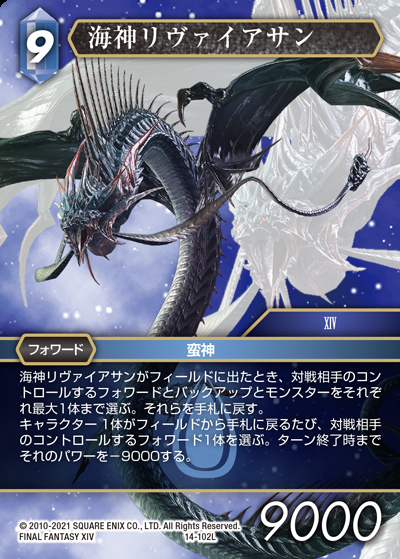 9
海神リヴァイアサン
XIV
フォワード
蛮神
海神リヴァイアサンがフィールドに出たとき、対戦相手のコ
ントロールするフォワードとバックアップとモンスターをそれぞ
れ最大1体まで選ぶ。それらを手札に戻す。
キャラクター1体がフィールドから手札に戻るたび、対戦相手
のコントロールするフォワード1体を選ぶ。ターン終了時まで
そのパワーを−9000する。
© 2010-2021 SQUARE ENIX CO., LTD. All Rights Reserved.
FINAL FANTASY XIV
14-102L
9000